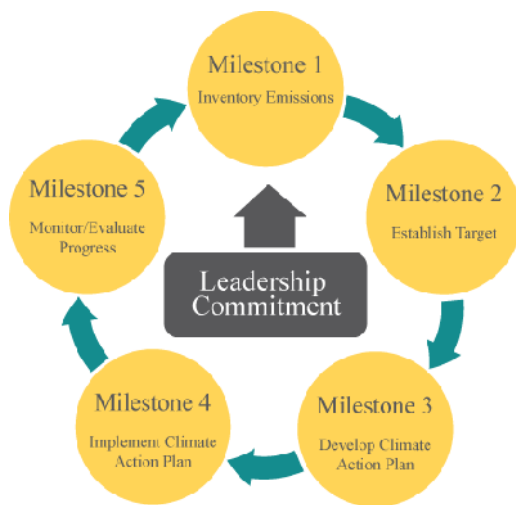 Milestone 1
Inventory Emissions
Milestone 2
Establish Target
Milestone 3
Develop Climate
Action Plan
Milestone 4
Implement Climate
Action Plan
Milestone 5
Monitor/Evaluate
Progress
Leadership
Commitment